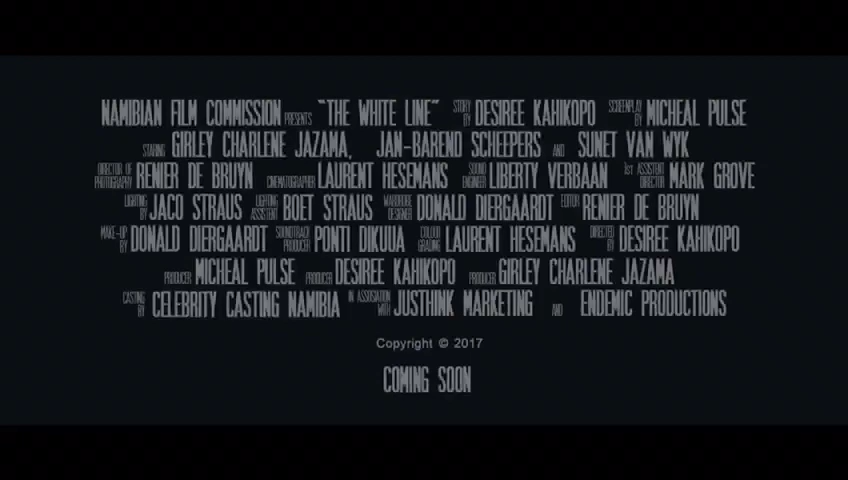 NAMIBIAN FILM COMMISSION PRESENTS "THE WHITE LINE" STORY BY DESIREE KAHIKOPO SCREENPLAY BY MICHEAL PULSE
STARING GIRLEY CHARLENE JAZAMA, JAN-BAREND SCHEEPERS AND SUNET VAN WYK
DIRECTOR OF PHOTOGRAPHY RENIER DE BRUYN CINEMATOGRAPHER LAURENT HESEMANS SOUND ENGINEER LIBERTY VERBAAN 1ST ASSISTENT DIRECTOR MARK GROVE
LIGHTING BY JACO STRAUS LIGHTING ASSISTENT BOET STRAUS WARDROBE DESIGNER DONALD DIERGAARDT EDITOR RENIER DE BRUYN
MAKE-UP BY DONALD DIERGAARDT SOUNDTRACK PRODUCER PONTI DIKUUA COLOUR GRADING LAURENT HESEMANS DIRECTED BY DESIREE KAHIKOPO
PRODUCER MICHEAL PULSE PRODUCER DESIREE KAHIKOPO PRODUCER GIRLEY CHARLENE JAZAMA
CASTING BY CELEBRITY CASTING NAMIBIA IN ASSOCIATION WITH JUSTHINK MARKETING AND ENDEMIC PRODUCTIONS
Copyright © 2017
COMING SOON